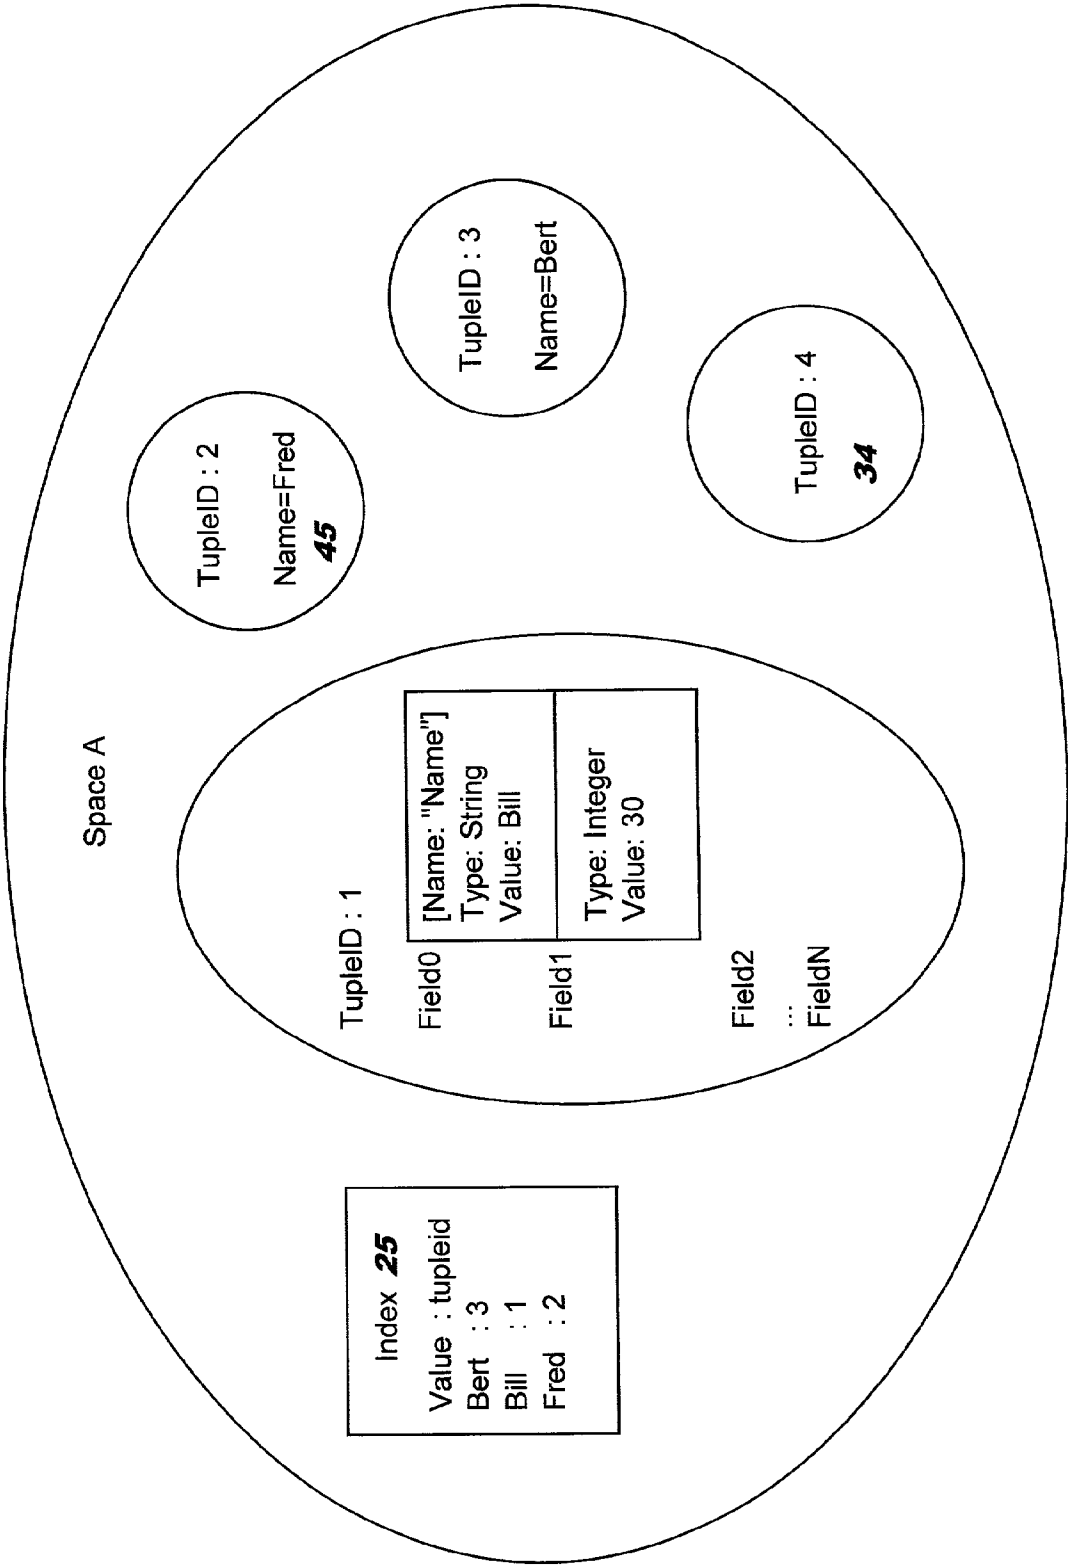 Space A
Index 25
Value : tupleid
Bert : 3
Bill : 1
Fred : 2
TupleID : 1
Field0
[Name: "Name"]
Type: String
Value: Bill
Field1
Type: Integer
Value: 30
Field2
...
FieldN
TupleID : 2
Name=Fred
45
TupleID : 3
Name=Bert
TupleID : 4
34